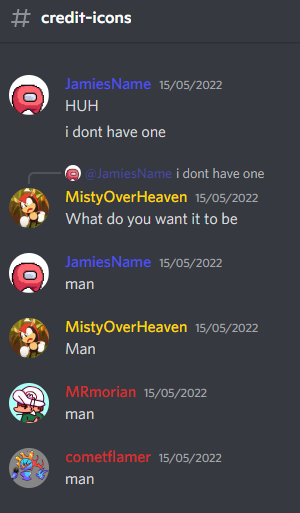 # credit-icons
JamiesName 15/05/2022
HUH
i dont have one
@JamiesName i dont have one
MistyOverHeaven 15/05/2022
What do you want it to be
JamiesName 15/05/2022
man
MistyOverHeaven 15/05/2022
Man
MRmorian 15/05/2022
man
cometflamer 15/05/2022
man